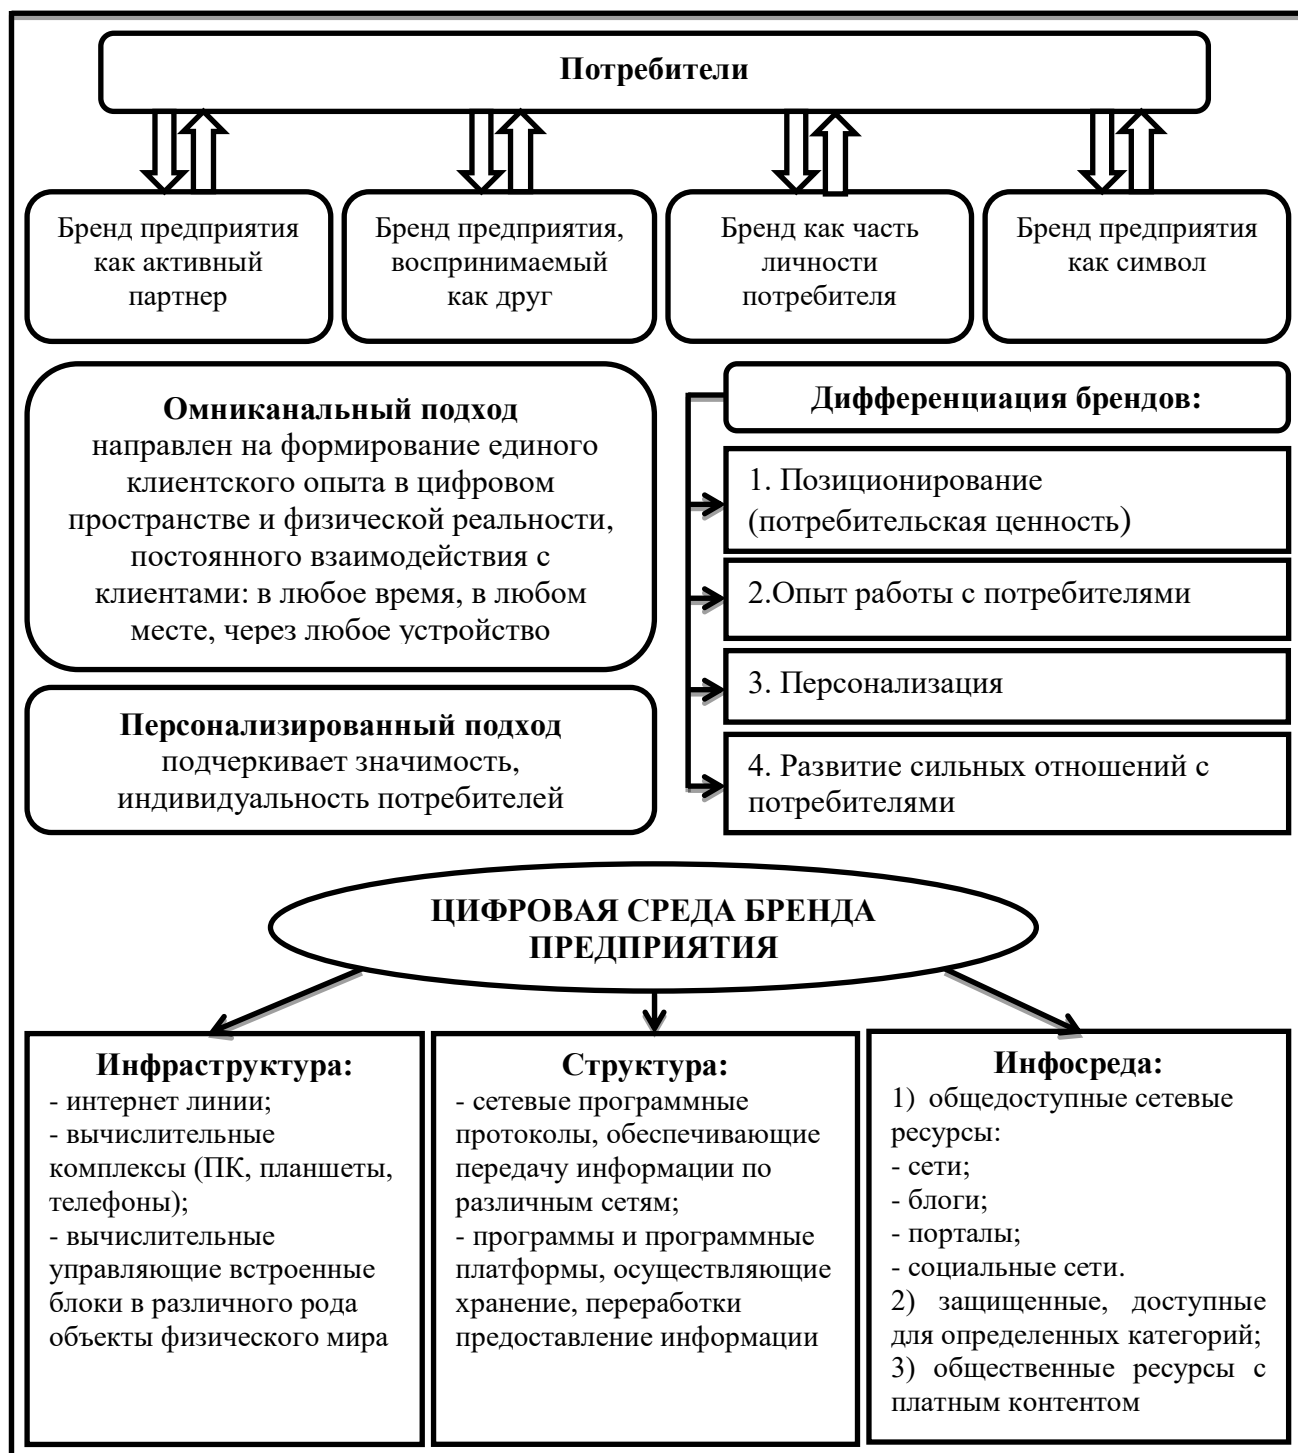 Потребители
Бренд предприятия
как активный
партнер
Бренд предприятия,
воспринимаемый
как друг
Бренд как часть
личности
потребителя
Бренд предприятия
как символ
Омниканальный подход
направлен на формирование единого
клиентского опыта в цифровом
пространстве и физической реальности,
постоянного взаимодействия с
клиентами: в любое время, в любом
месте, через любое устройство
Персонализированный подход
подчеркивает значимость,
индивидуальность потребителей
Дифференциация брендов:
1. Позиционирование
(потребительская ценность)
2.Опыт работы с потребителями
3. Персонализация
4. Развитие сильных отношений с
потребителями
ЦИФРОВАЯ СРЕДА БРЕНДА
ПРЕДПРИЯТИЯ
Инфраструктура:
- интернет линии;
- вычислительные
комплексы (ПК, планшеты,
телефоны);
- вычислительные
управляющие встроенные
блоки в различного рода
объекты физического мира
Структура:
- сетевые программные
протоколы, обеспечивающие
передачу информации по
различным сетям;
- программы и программные
платформы, осуществляющие
хранение, переработки
предоставление информации
Инфосреда:
1) общедоступные сетевые
ресурсы:
- сети;
- блоги;
- порталы;
- социальные сети.
2) защищенные, доступные
для определенных категорий;
3) общественные ресурсы с
платным контентом